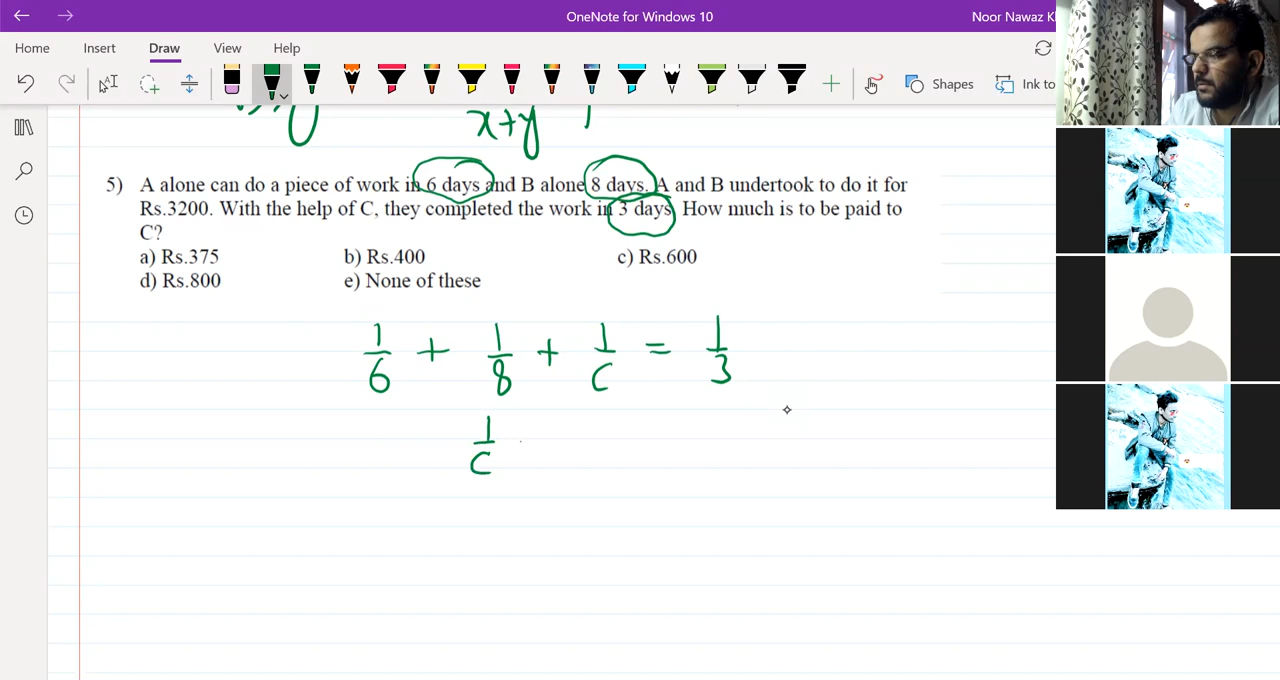 OneNote for Windows 10
Noor Nawaz Kh
Home Insert Draw View Help
Shapes Ink to
x+y
5) A alone can do a piece of work in 6 days and B alone 8 days. A and B undertook to do it for
Rs.3200. With the help of C, they completed the work in 3 days. How much is to be paid to
C?
a) Rs.375 b) Rs.400 c) Rs.600
d) Rs.800 e) None of these
1/6 + 1/8 + 1/C = 1/3
1/C